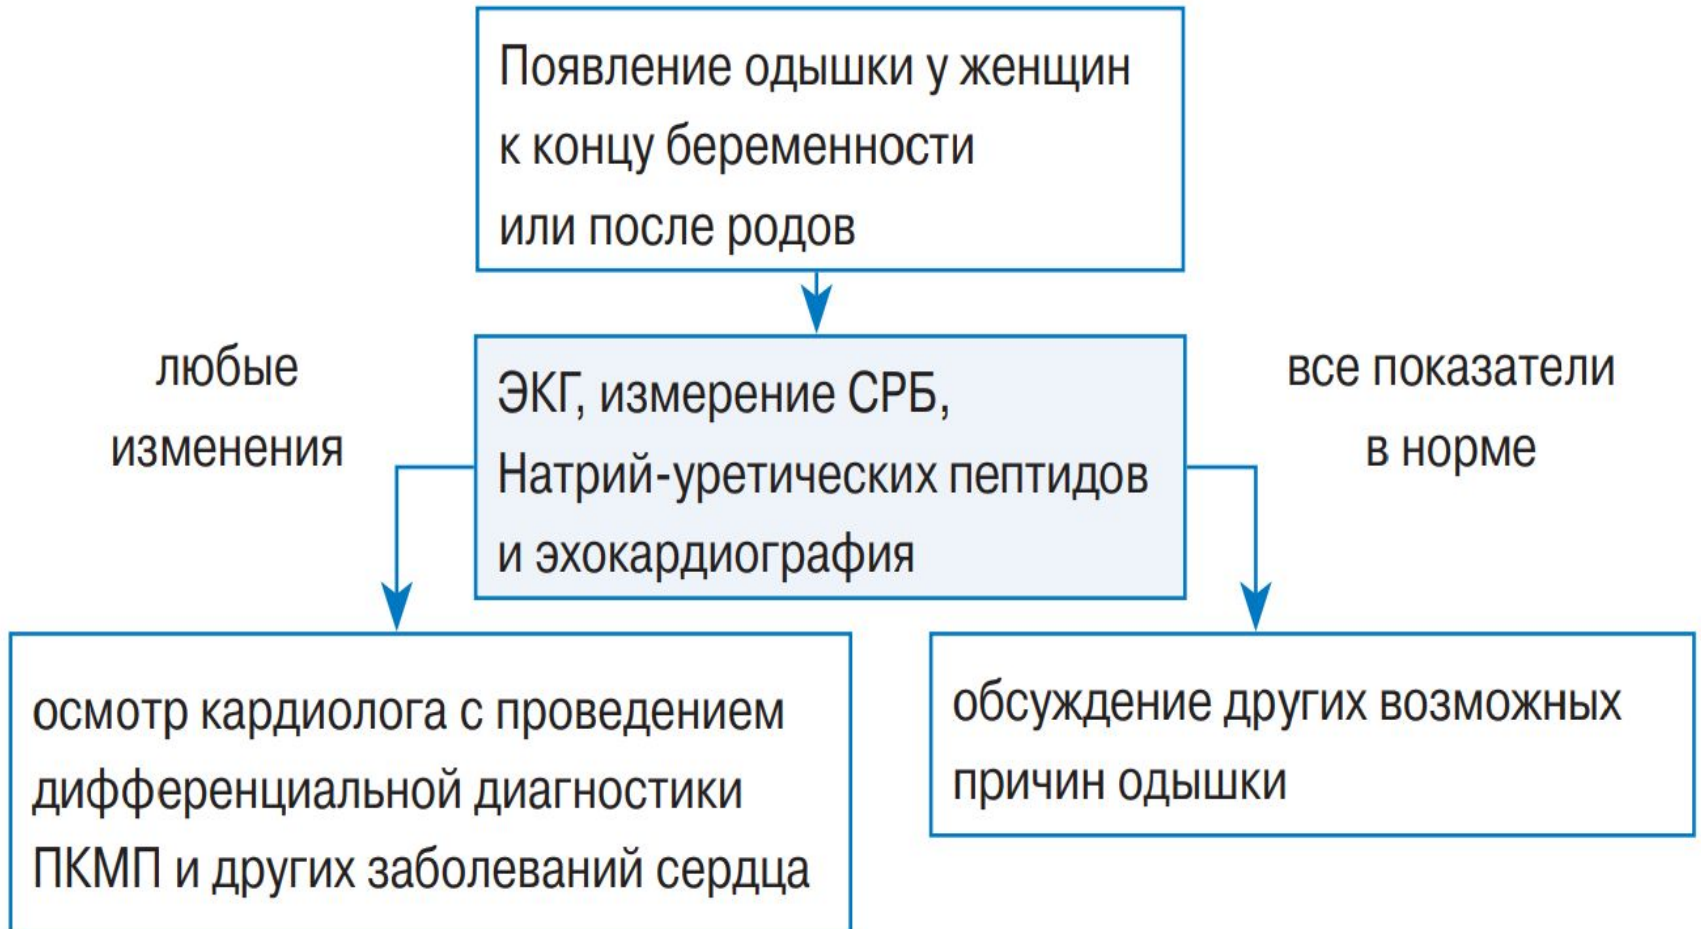 Появление одышки у женщин
к концу беременности
или после родов
любые
изменения
ЭКГ, измерение СРБ,
Натрий-уретических пептидов
и эхокардиография
все показатели
в норме
осмотр кардиолога с проведением
дифференциальной диагностики
ПКМП и других заболеваний сердца
обсуждение других возможных
причин одышки